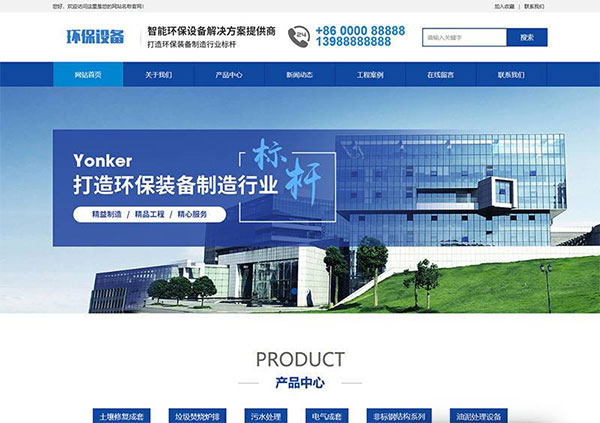 您好，欢迎访问这里是您的网站名称官网！
加入收藏 | 联系我们
环保设备
智能环保设备解决方案提供商
打造环保装备制造行业标杆
24
+86 0000 88888
13988888888
请输入关键字
搜索
网站首页 关于我们 产品中心 新闻动态 工程案例 在线留言 联系我们
Yonker
打造环保装备制造行业
标杆
精益制造 / 精品工程 / 精心服务
PRODUCT
产品中心
土壤修复成套 垃圾焚烧炉排 污水处理 电气成套 非标钢结构系列 油泥处理设备